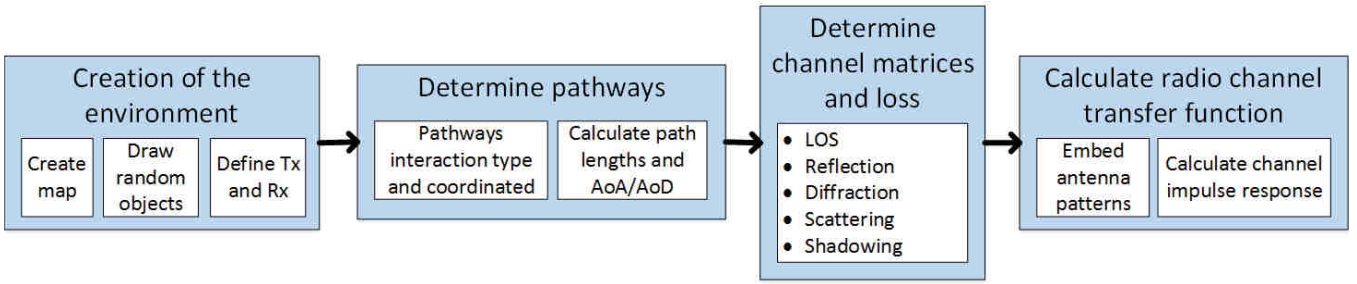 Creation of the
environment
Create
map
Draw
random
objects
Define Tx
and Rx
Determine pathways
Pathways
interaction type
and coordinated
Calculate path
lengths and
AoA/AoD
Determine
channel matrices
and loss
• LOS
• Reflection
• Diffraction
• Scattering
• Shadowing
Calculate radio channel
transfer function
Embed
antenna
patterns
Calculate channel
impulse response